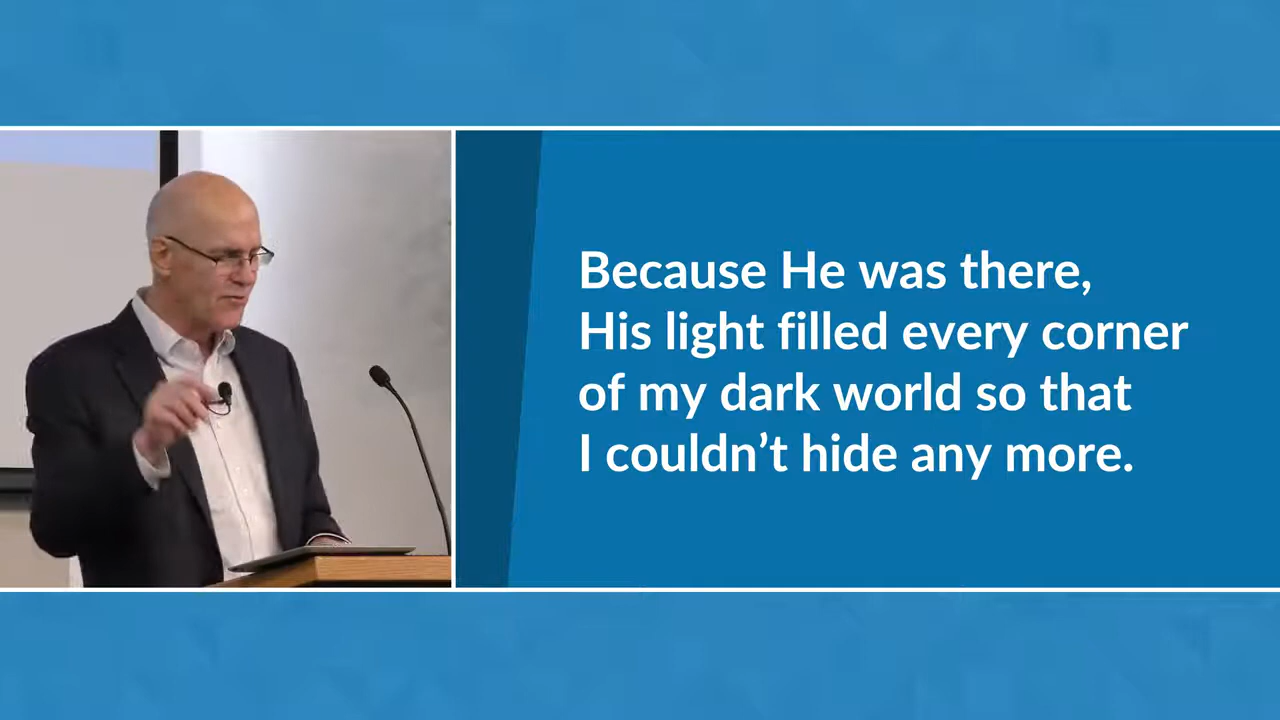 Because He was there,
His light filled every corner
of my dark world so that
I couldn’t hide any more.